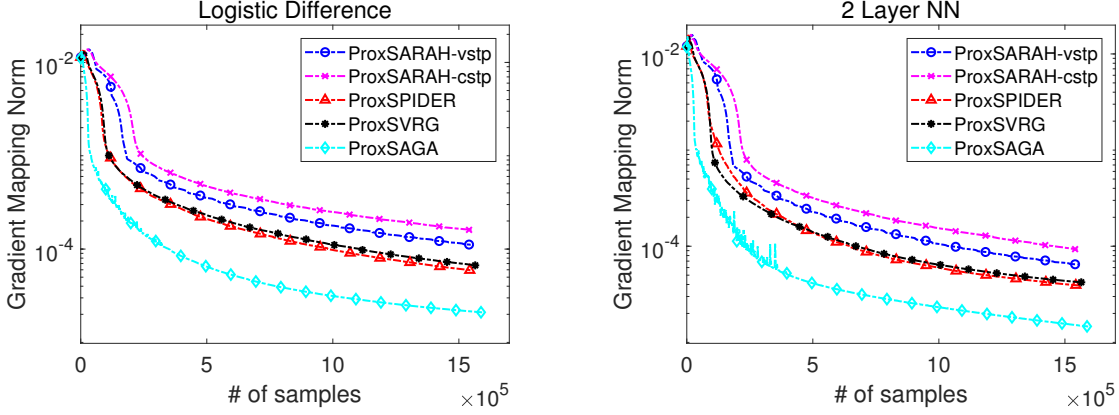 Logistic Difference
Gradient Mapping Norm
10^-2
10^-3
10^-4
ProxSARAH-vstp
ProxSARAH-cstp
ProxSPIDER
ProxSVRG
ProxSAGA
0 5 10 15
# of samples
×10^5
2 Layer NN
Gradient Mapping Norm
10^-2
10^-4
ProxSARAH-vstp
ProxSARAH-cstp
ProxSPIDER
ProxSVRG
ProxSAGA
0 5 10 15
# of samples
×10^5